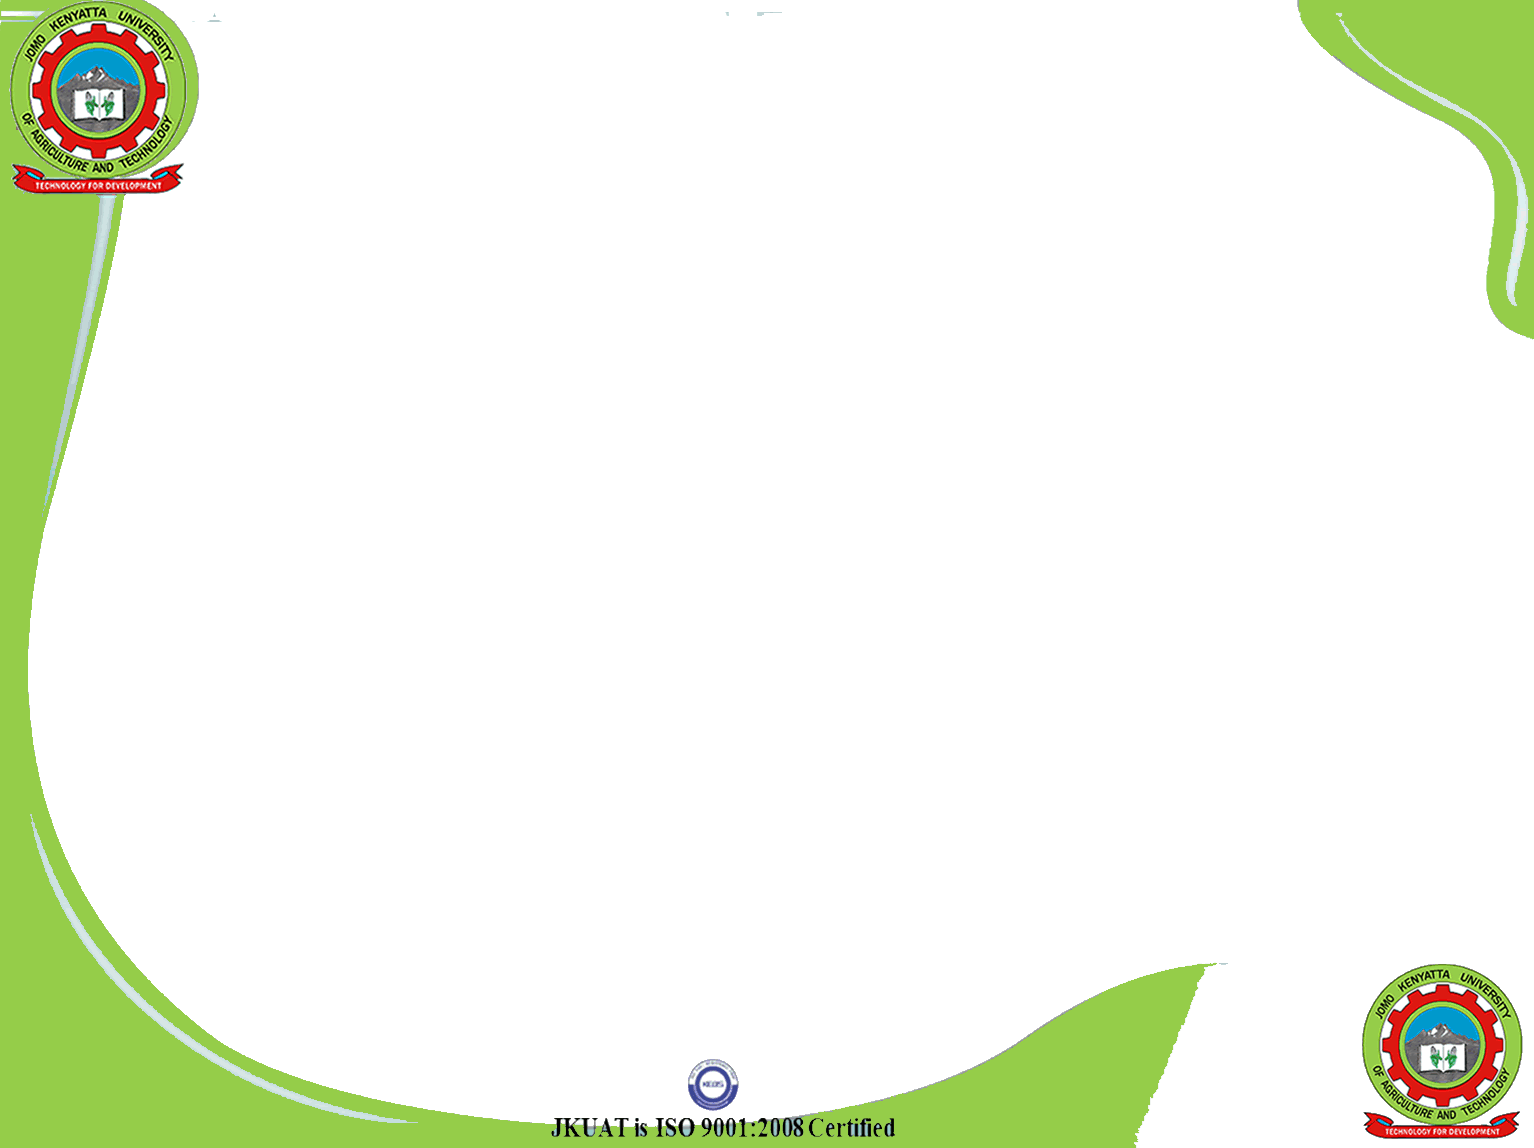 JOMO KENYATTA UNIVERSITY
OF AGRICULTURE AND TECHNOLOGY
TECHNOLOGY FOR DEVELOPMENT
JOMO KENYATTA UNIVERSITY
OF AGRICULTURE AND TECHNOLOGY
TECHNOLOGY FOR DEVELOPMENT
KEBS
JKUAT is ISO 9001:2008 Certified